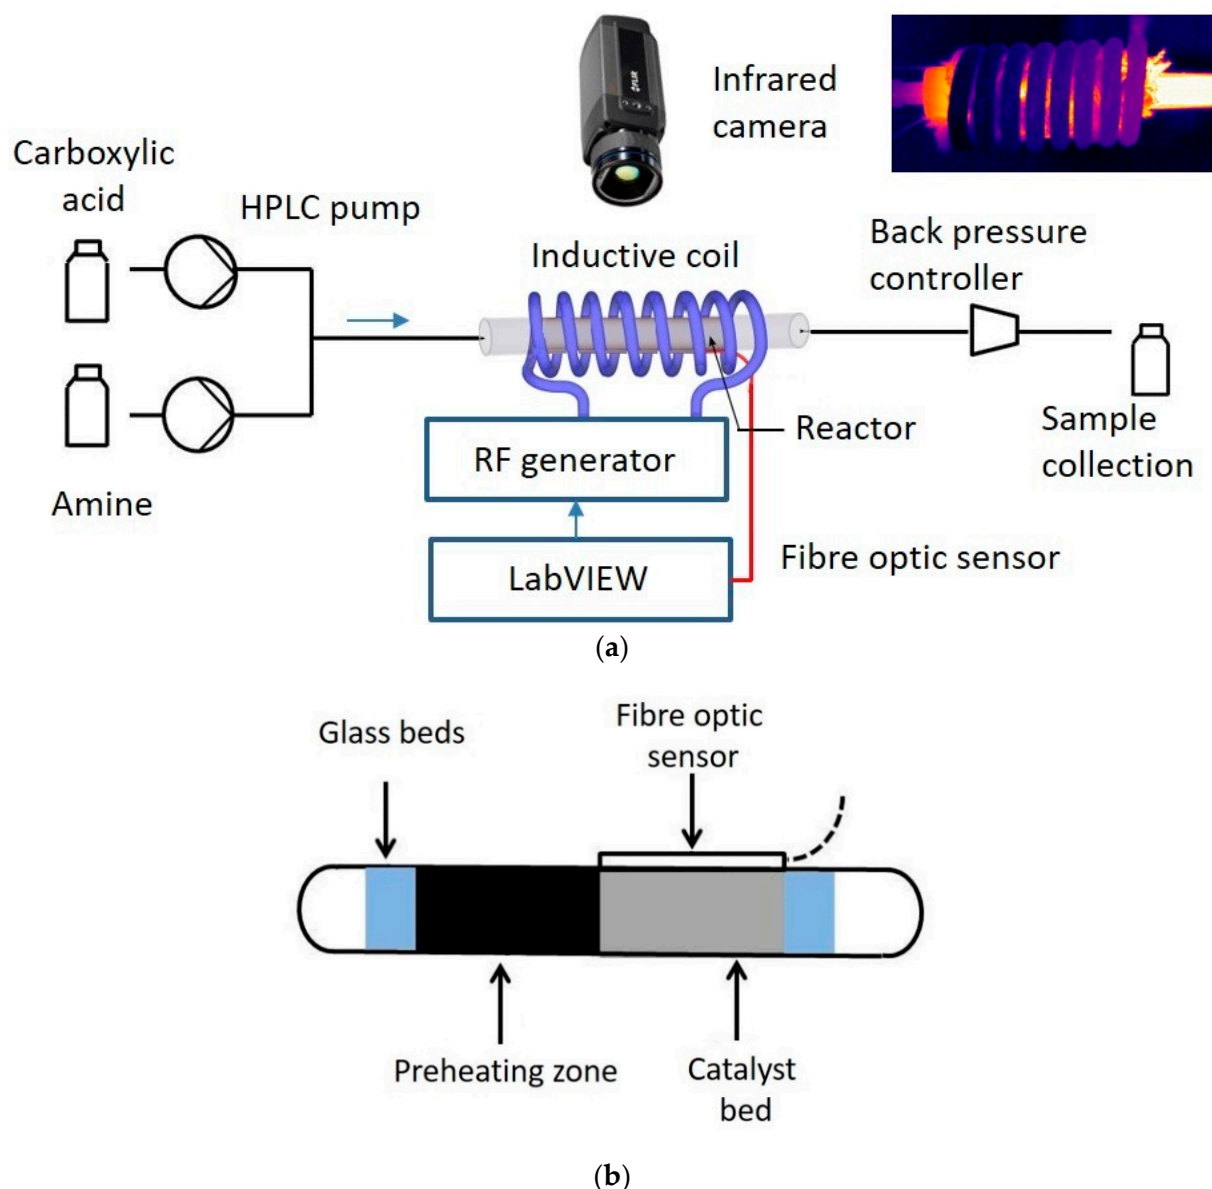 Infrared
camera
FLIR
Carboxylic
acid
HPLC pump
Inductive coil
Back pressure
controller
Reactor
RF generator
Sample
collection
Amine
Fibre optic sensor
LabVIEW
(a)
Fibre optic
sensor
Glass beds
Preheating zone
Catalyst
bed
(b)